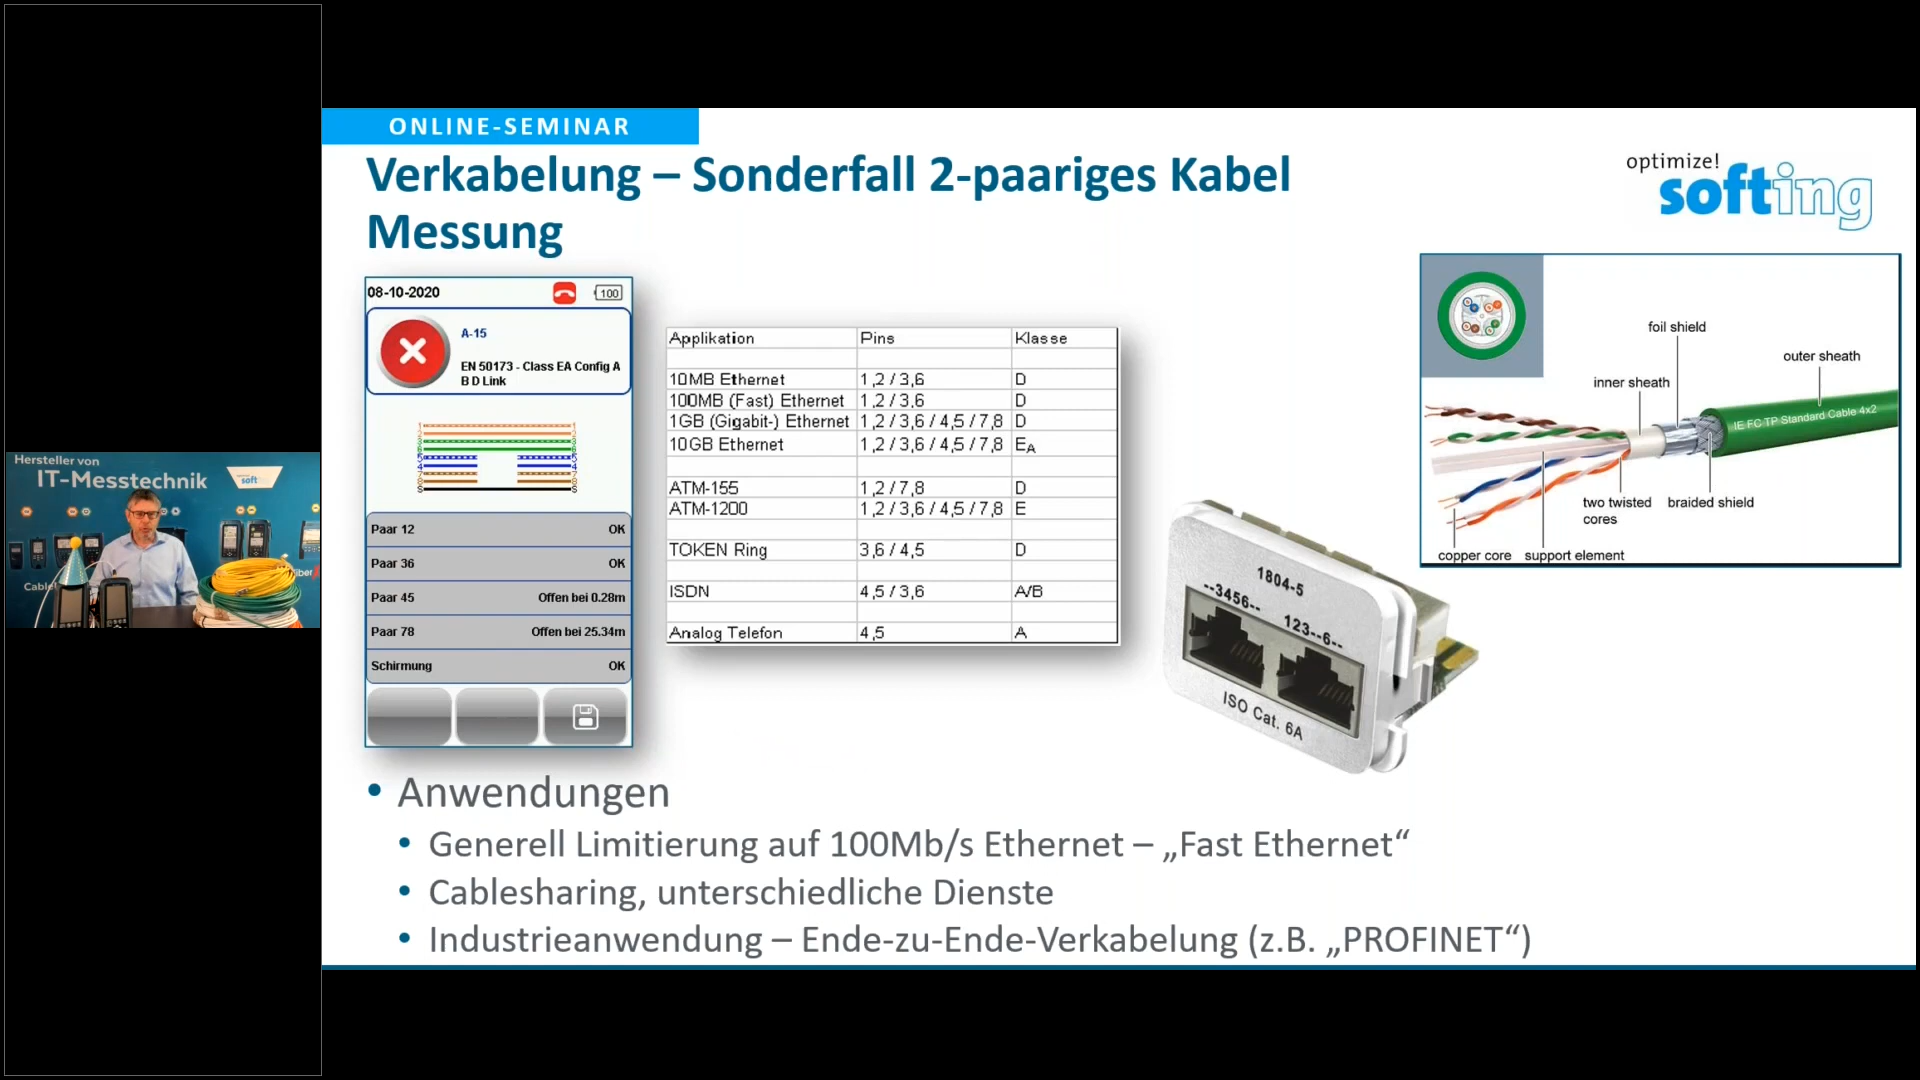 Hersteller von
IT-Messtechnik
soft
Cable
ONLINE-SEMINAR
Verkabelung – Sonderfall 2-paariges Kabel
Messung
optimize!
softing
08-10-2020
100
A-15
EN 50173 - Class EA Config A
B D Link
Paar 12 OK
Paar 36 OK
Paar 45 Offen bei 0.28m
Paar 78 Offen bei 25.34m
Schirmung OK
Applikation Pins Klasse
10MB Ethernet 1,2 / 3,6 D
100MB (Fast) Ethernet 1,2 / 3,6 D
1GB (Gigabit-) Ethernet 1,2 / 3,6 / 4,5 / 7,8 D
10GB Ethernet 1,2 / 3,6 / 4,5 / 7,8 EA
ATM-155 1,2 / 7,8 D
ATM-1200 1,2 / 3,6 / 4,5 / 7,8 E
TOKEN Ring 3,6 / 4,5 D
ISDN 4,5 / 3,6 A/B
Analog Telefon 4,5 A
1804-5
--3456--
123--6--
ISO Cat. 6A
foil shield
outer sheath
inner sheath
IE FC TP Standard Cable 4x2
two twisted
cores
braided shield
copper core
support element
• Anwendungen
• Generell Limitierung auf 100Mb/s Ethernet – „Fast Ethernet“
• Cablesharing, unterschiedliche Dienste
• Industrieanwendung – Ende-zu-Ende-Verkabelung (z.B. „PROFINET“)